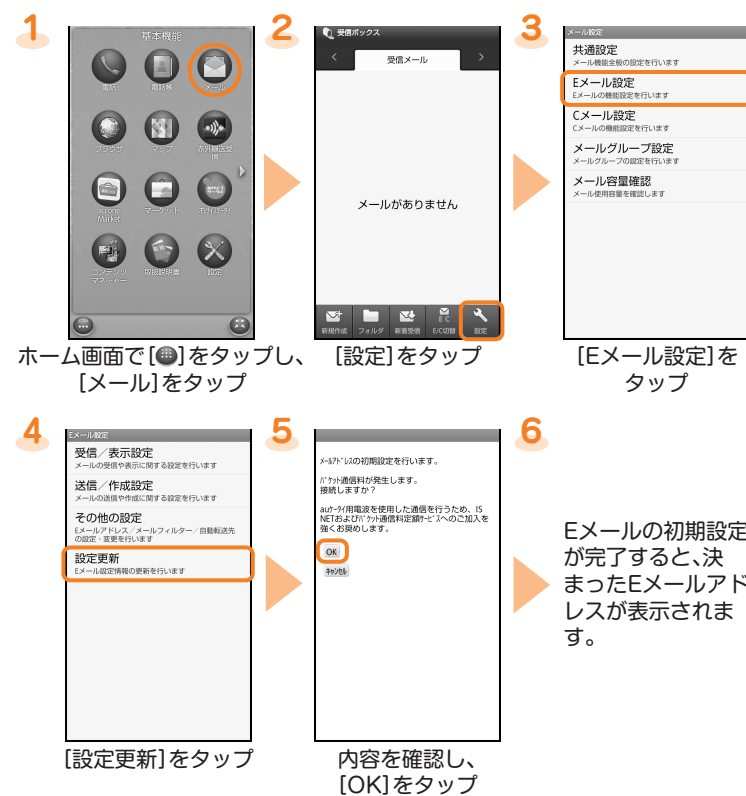 1
基本機能
電話
電話帳
メール
ブラウザ
マップ
赤外線送受
信
au one
Market
マーケット
コンテンツ
マネージャー
取扱説明書
設定
ホーム画面で[ ]をタップし、
[メール]をタップ
2
受信ボックス
受信メール
メールがありません
新規作成 フォルダ 新着受信 E/C切替 設定
[設定]をタップ
3
メール設定
共通設定
メール機能全般の設定を行います
Eメール設定
Eメールの機能設定を行います
Cメール設定
Cメールの機能設定を行います
メールグループ設定
メールグループの設定を行います
メール容量確認
メール使用容量を確認します
[Eメール設定]を
タップ
4
Eメール設定
受信／表示設定
メールの受信や表示に関する設定を行います
送信／作成設定
メールの送信や作成に関する設定を行います
その他の設定
Eメールアドレス／メールフィルター／自動転送先
の設定・変更を行います
設定更新
Eメール設定情報の更新を行います
[設定更新]をタップ
5
ﾒｰﾙｱﾄﾞﾚｽの初期設定を行います。
ﾊﾟｹｯﾄ通信料が発生します。
接続しますか？
auｹｰﾀｲ用電波を使用した通信を行うため、IS
NETおよびﾊﾟｹｯﾄ通信料定額ｻｰﾋﾞｽへのご加入を
強くお奨めします。
OK
ｷｬﾝｾﾙ
内容を確認し、
[OK]をタップ
6
Eメールの初期設定
が完了すると、決
まったEメールアド
レスが表示されま
す。